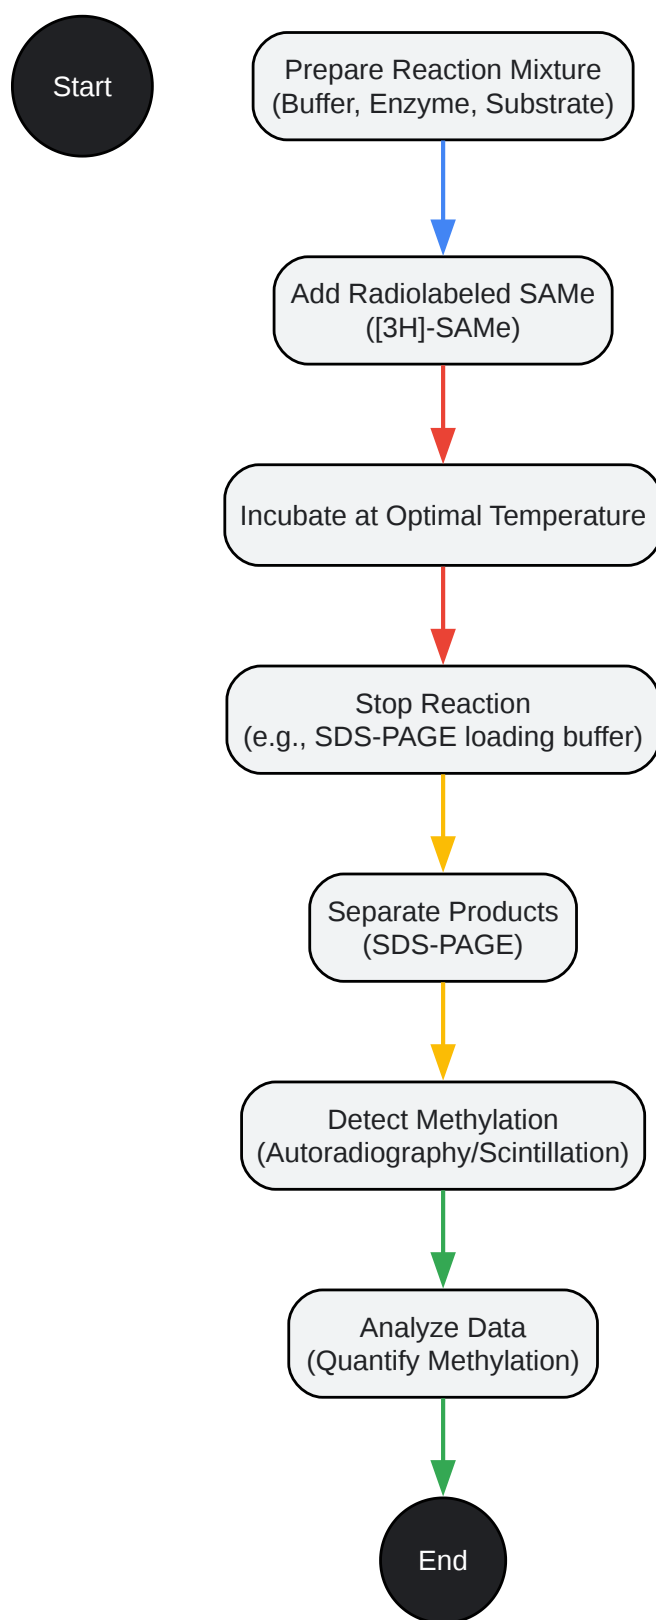 Start
Prepare Reaction Mixture
(Buffer, Enzyme, Substrate)
Add Radiolabeled SAMe
([3H]-SAMe)
Incubate at Optimal Temperature
Stop Reaction
(e.g., SDS-PAGE loading buffer)
Separate Products
(SDS-PAGE)
Detect Methylation
(Autoradiography/Scintillation)
Analyze Data
(Quantify Methylation)
End